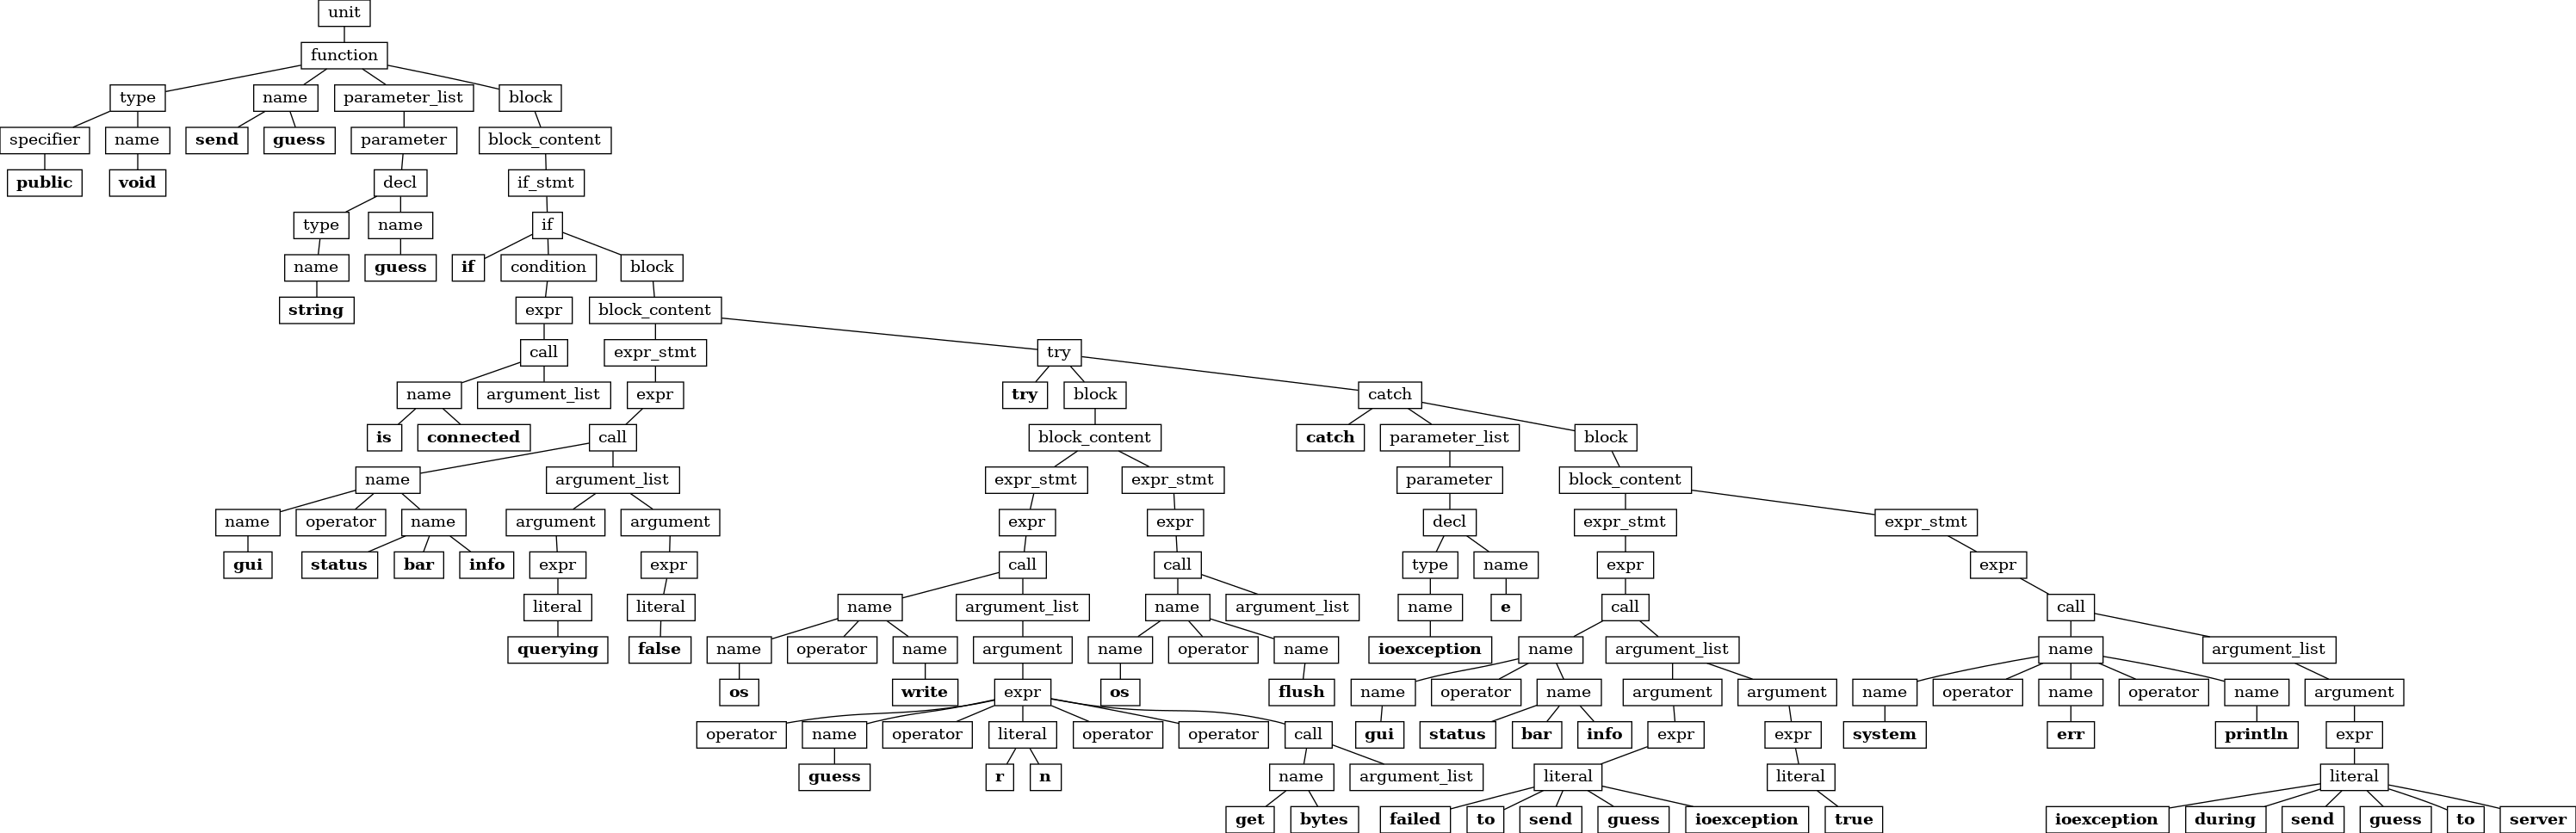 unit
function
type name parameter_list block
specifier name send guess parameter block_content
public void decl if_stmt
type name if
name guess if condition block
string expr block_content
call expr_stmt try
name argument_list expr try block catch
is connected call block_content catch parameter_list block
name argument_list expr_stmt expr_stmt parameter block_content
name operator name argument argument expr expr decl expr_stmt expr_stmt
gui status bar info expr expr call call type name expr expr
literal literal name argument_list name argument_list name e call call
querying false name operator name argument name operator name ioexception name argument_list name argument_list
os write expr os flush name operator name argument argument name operator name operator name argument
operator name operator literal operator operator call gui status bar info expr expr system err println expr
guess r n name argument_list literal literal literal
get bytes failed to send guess ioexception true ioexception during send guess to server